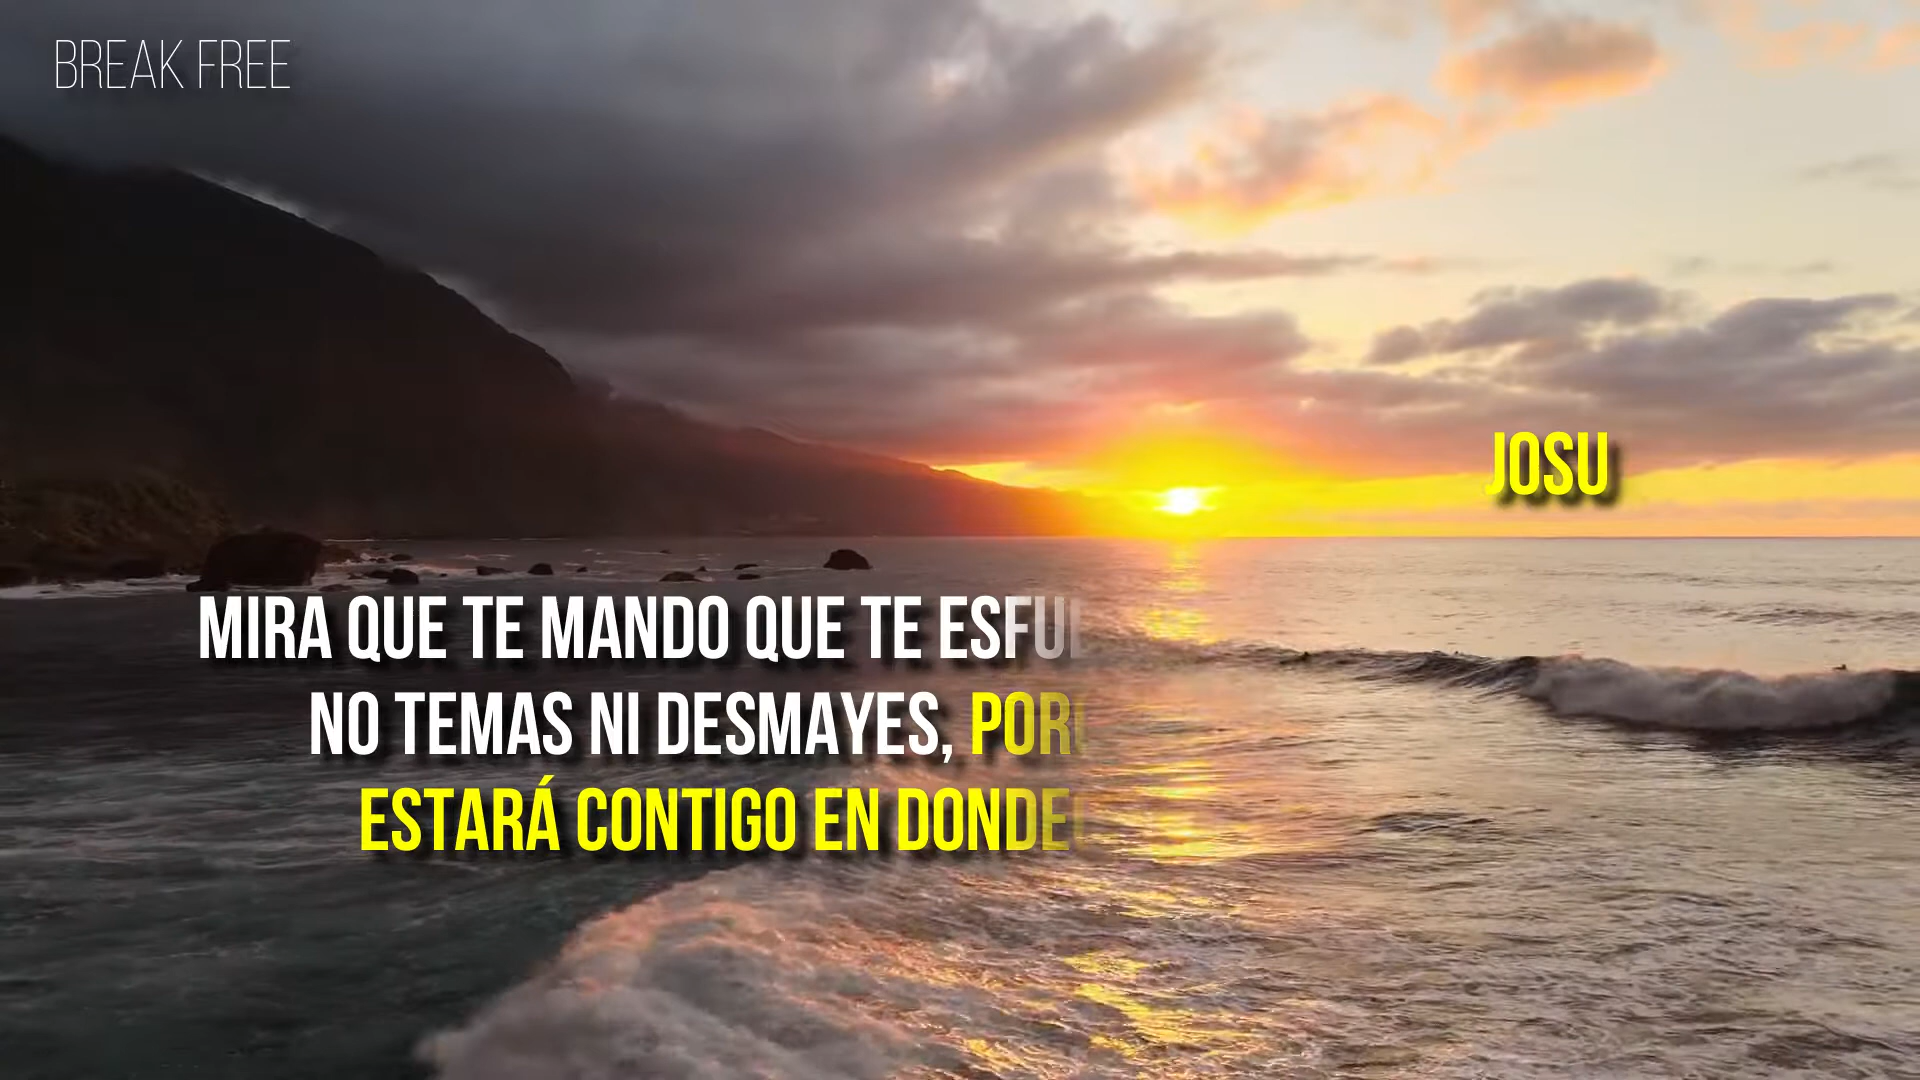 BREAK FREE
JOSU
MIRA QUE TE MANDO QUE TE ESFU
NO TEMAS NI DESMAYES, POR
ESTARÁ CONTIGO EN DONDE